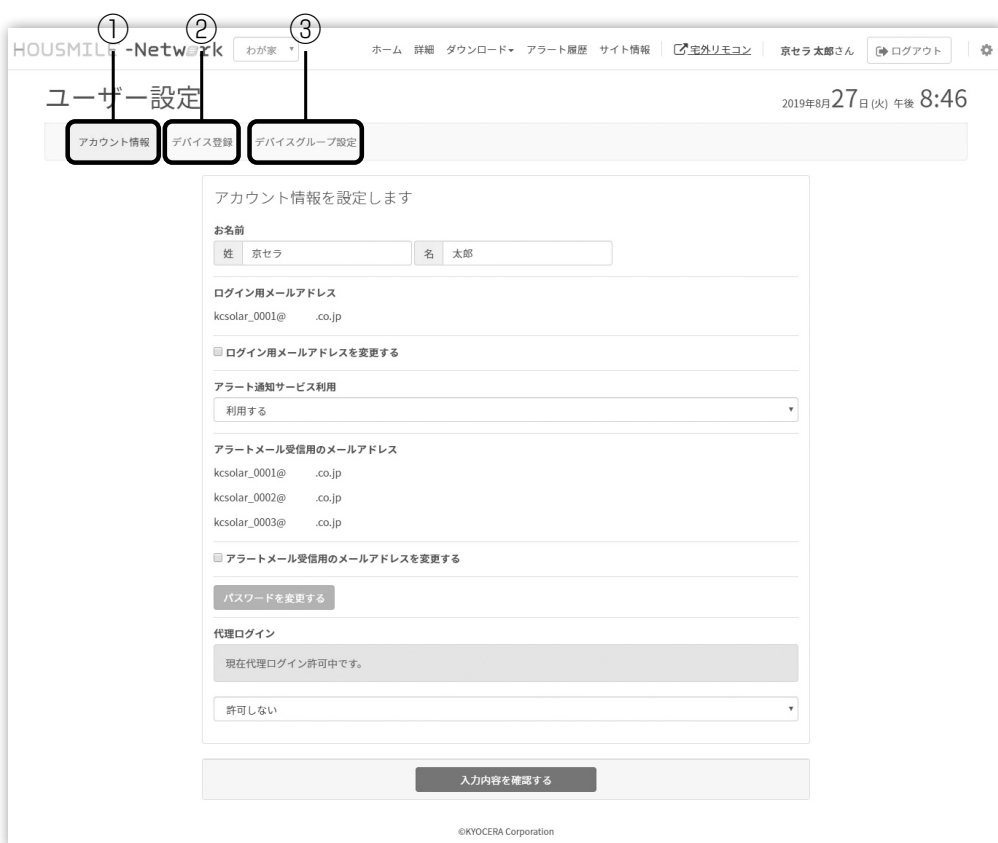 ① ② ③
HOUSMILE -Network わが家 ホーム 詳細 ダウンロード アラート履歴 サイト情報 宅外リモコン 京セラ 太郎さん ログアウト
ユーザー設定 2019年8月27日(火) 午後 8:46
アカウント情報 デバイス登録 デバイスグループ設定
アカウント情報を設定します
お名前
姓 京セラ 名 太郎
ログイン用メールアドレス
kcsolar_0001@ .co.jp
ログイン用メールアドレスを変更する
アラート通知サービス利用
利用する
アラートメール受信用のメールアドレス
kcsolar_0001@ .co.jp
kcsolar_0002@ .co.jp
kcsolar_0003@ .co.jp
アラートメール受信用のメールアドレスを変更する
パスワードを変更する
代理ログイン
現在代理ログイン許可中です。
許可しない
入力内容を確認する
©KYOCERA Corporation